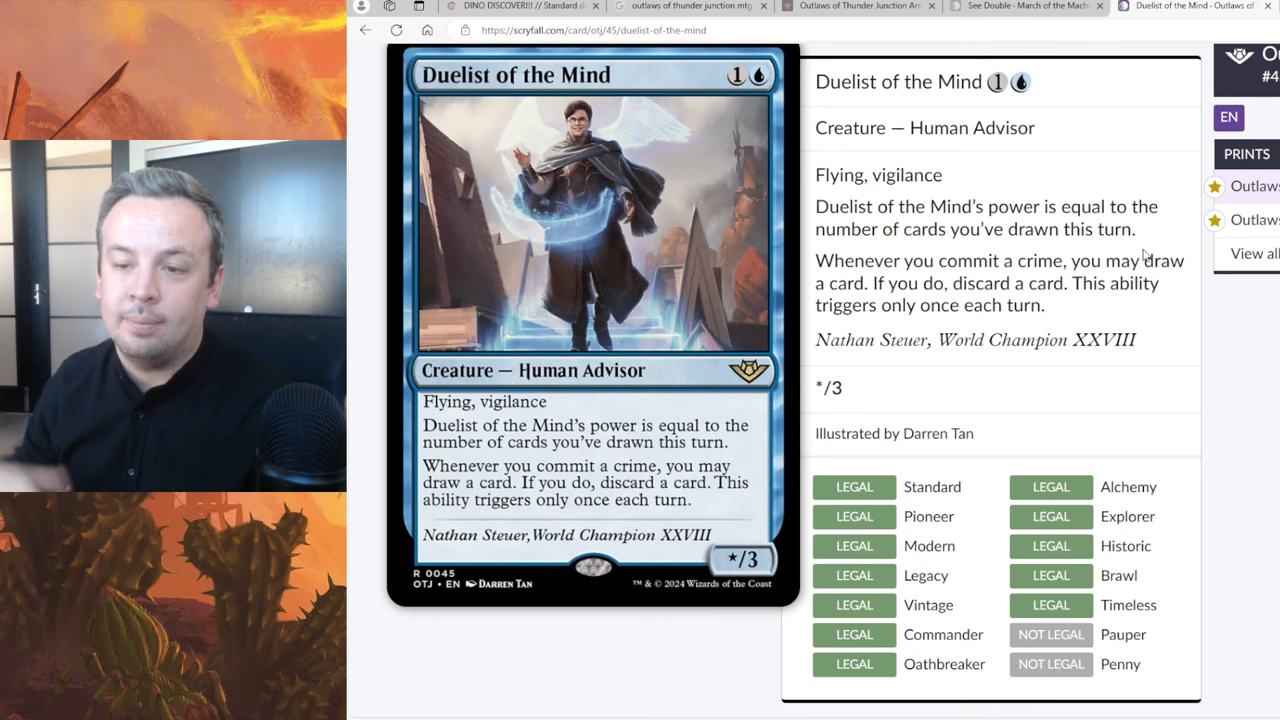 DINO DISCOVER!!! // Standard d
outlaws of thunder junction mtg
Outlaws of Thunder Junction Ar
See Double - March of the Mach
Duelist of the Mind - Outlaws of
https://scryfall.com/card/otj/45/duelist-of-the-mind
Duelist of the Mind 1
Creature — Human Advisor
Flying, vigilance
Duelist of the Mind's power is equal to the
number of cards you've drawn this turn.
Whenever you commit a crime, you may
draw a card. If you do, discard a card. This
ability triggers only once each turn.
Nathan Steuer, World Champion XXVIII
★/3
R 0045
OTJ • EN DARREN TAN
™ & © 2024 Wizards of the Coast
Duelist of the Mind 1
Creature — Human Advisor
Flying, vigilance
Duelist of the Mind's power is equal to the
number of cards you've drawn this turn.
Whenever you commit a crime, you may draw
a card. If you do, discard a card. This ability
triggers only once each turn.
Nathan Steuer, World Champion XXVIII
*/3
Illustrated by Darren Tan
LEGAL Standard LEGAL Alchemy
LEGAL Pioneer LEGAL Explorer
LEGAL Modern LEGAL Historic
LEGAL Legacy LEGAL Brawl
LEGAL Vintage LEGAL Timeless
LEGAL Commander NOT LEGAL Pauper
LEGAL Oathbreaker NOT LEGAL Penny
Ou
#4
EN
PRINTS
Outlaws
Outlaws
View all